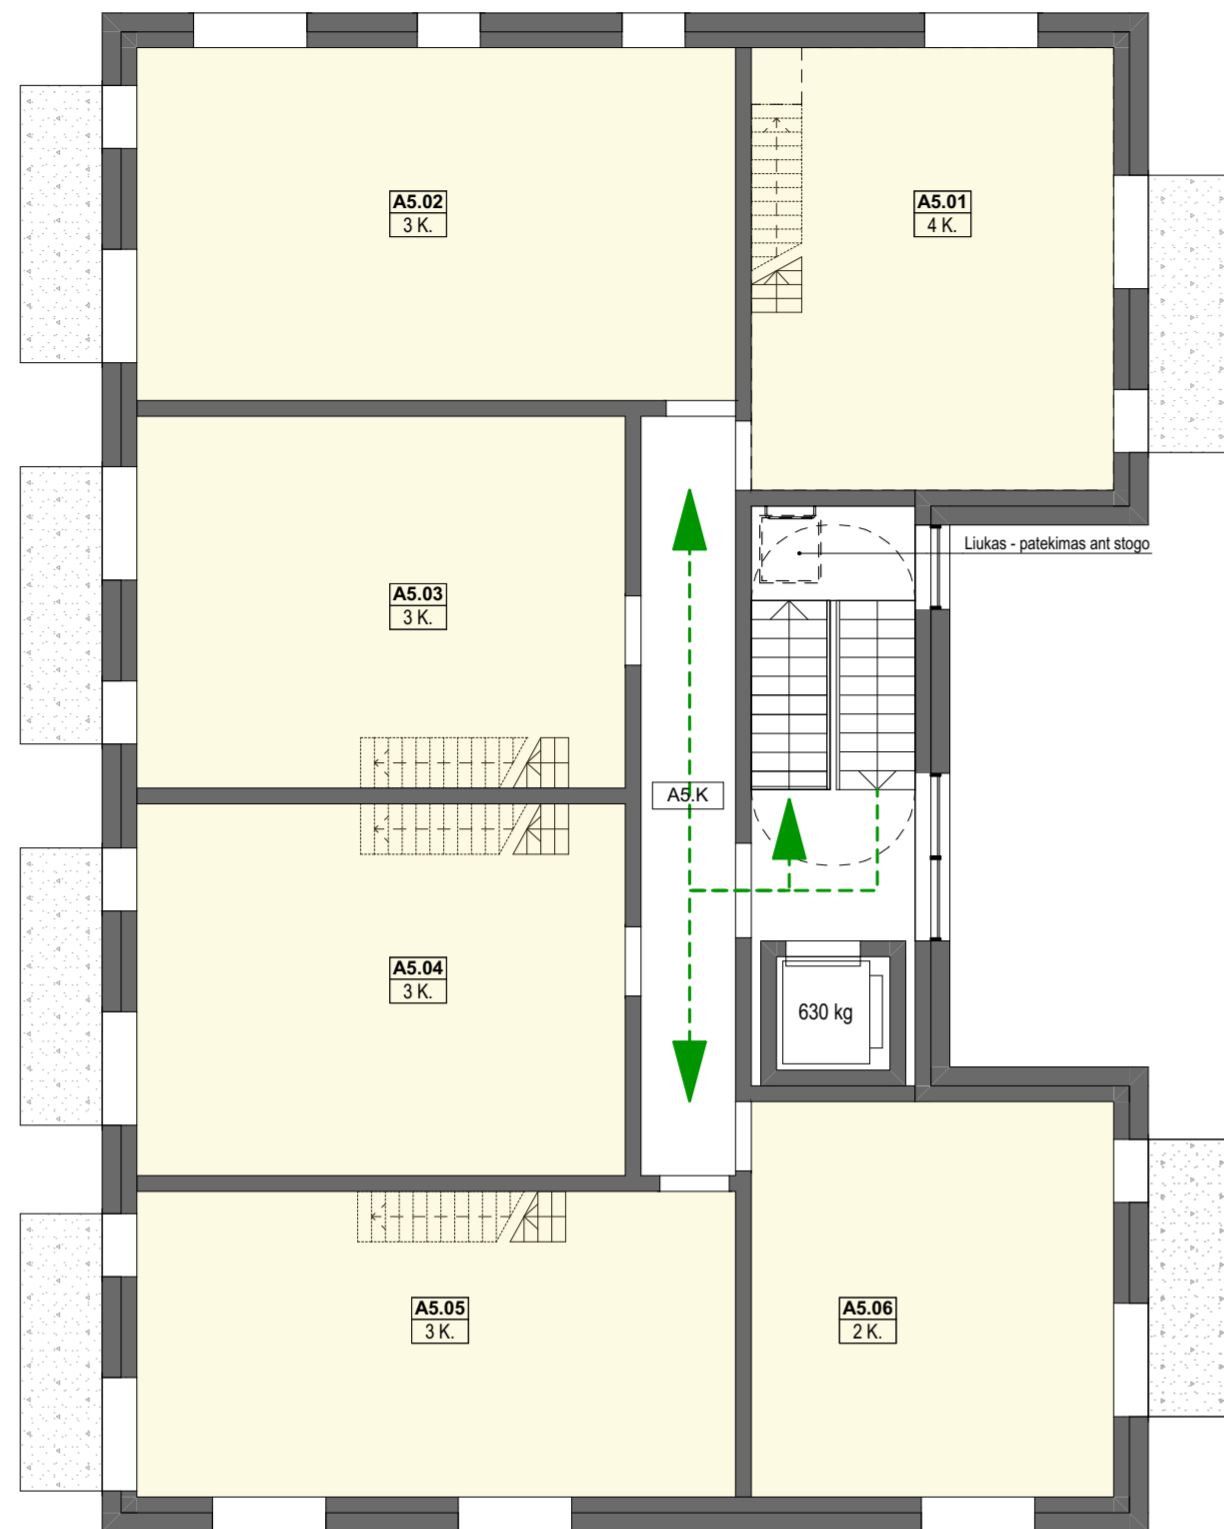 A5.02
3 K.
A5.01
4 K.
Liukas - patekimas ant stogo
A5.03
3 K.
A5.K
A5.04
3 K.
630 kg
A5.05
3 K.
A5.06
2 K.